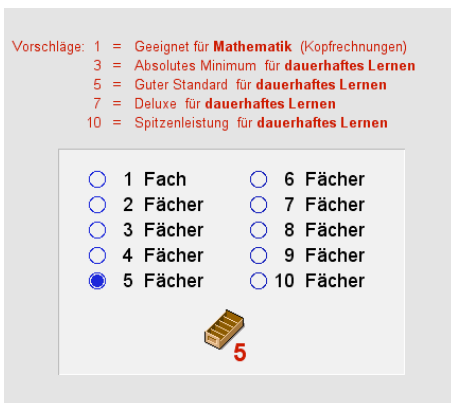 Vorschläge: 1 = Geeignet für Mathematik (Kopfrechnungen)
3 = Absolutes Minimum für dauerhaftes Lernen
5 = Guter Standard für dauerhaftes Lernen
7 = Deluxe für dauerhaftes Lernen
10 = Spitzenleistung für dauerhaftes Lernen
1 Fach
2 Fächer
3 Fächer
4 Fächer
5 Fächer
6 Fächer
7 Fächer
8 Fächer
9 Fächer
10 Fächer
5